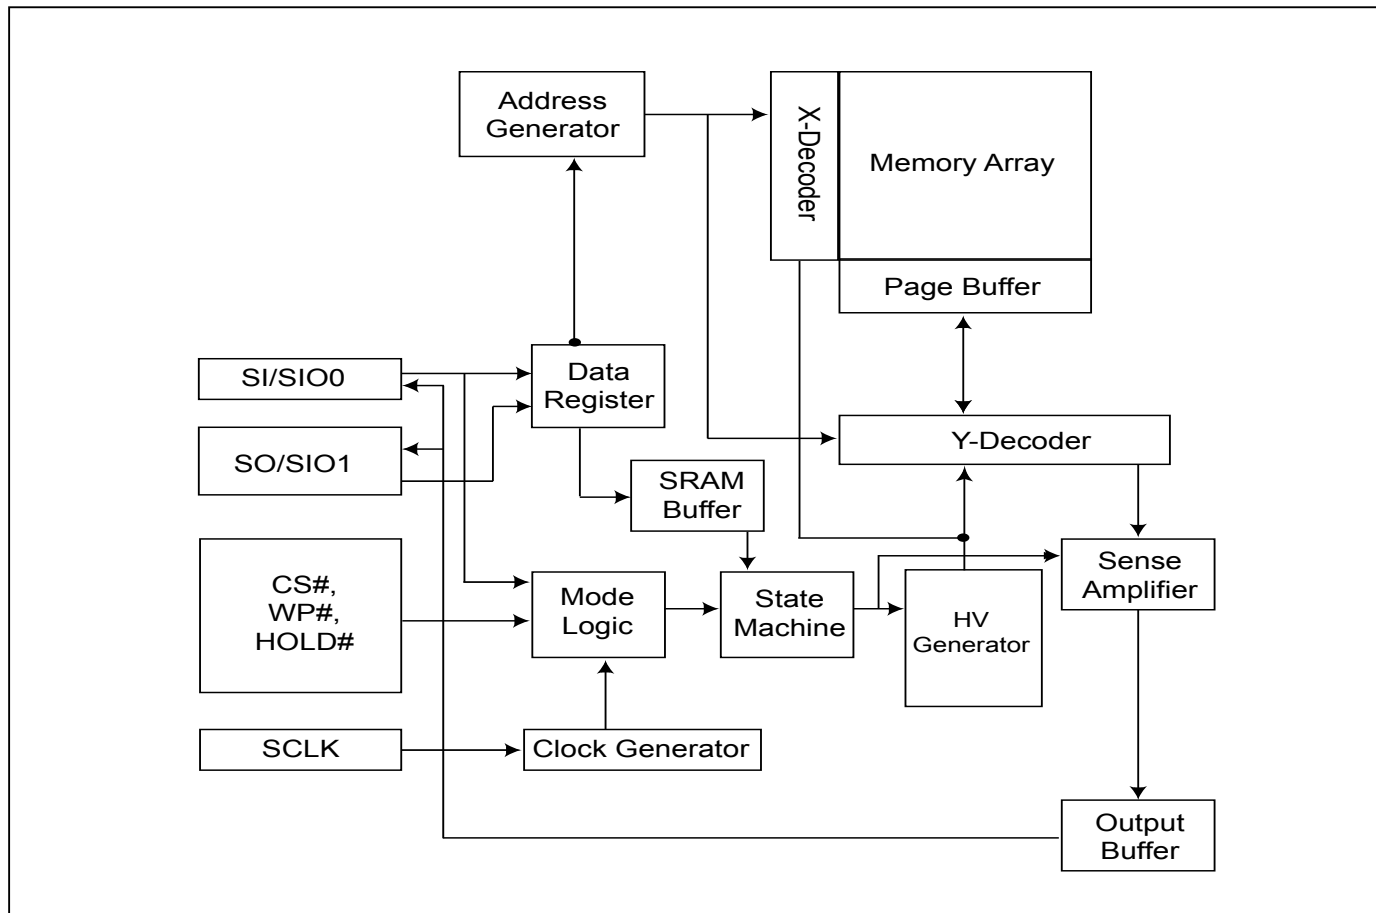 Address
Generator
X-Decoder
Memory Array
Page Buffer
SI/SIO0
Data
Register
SO/SIO1
Y-Decoder
SRAM
Buffer
CS#,
WP#,
HOLD#
Mode
Logic
State
Machine
HV
Generator
Sense
Amplifier
SCLK
Clock Generator
Output
Buffer